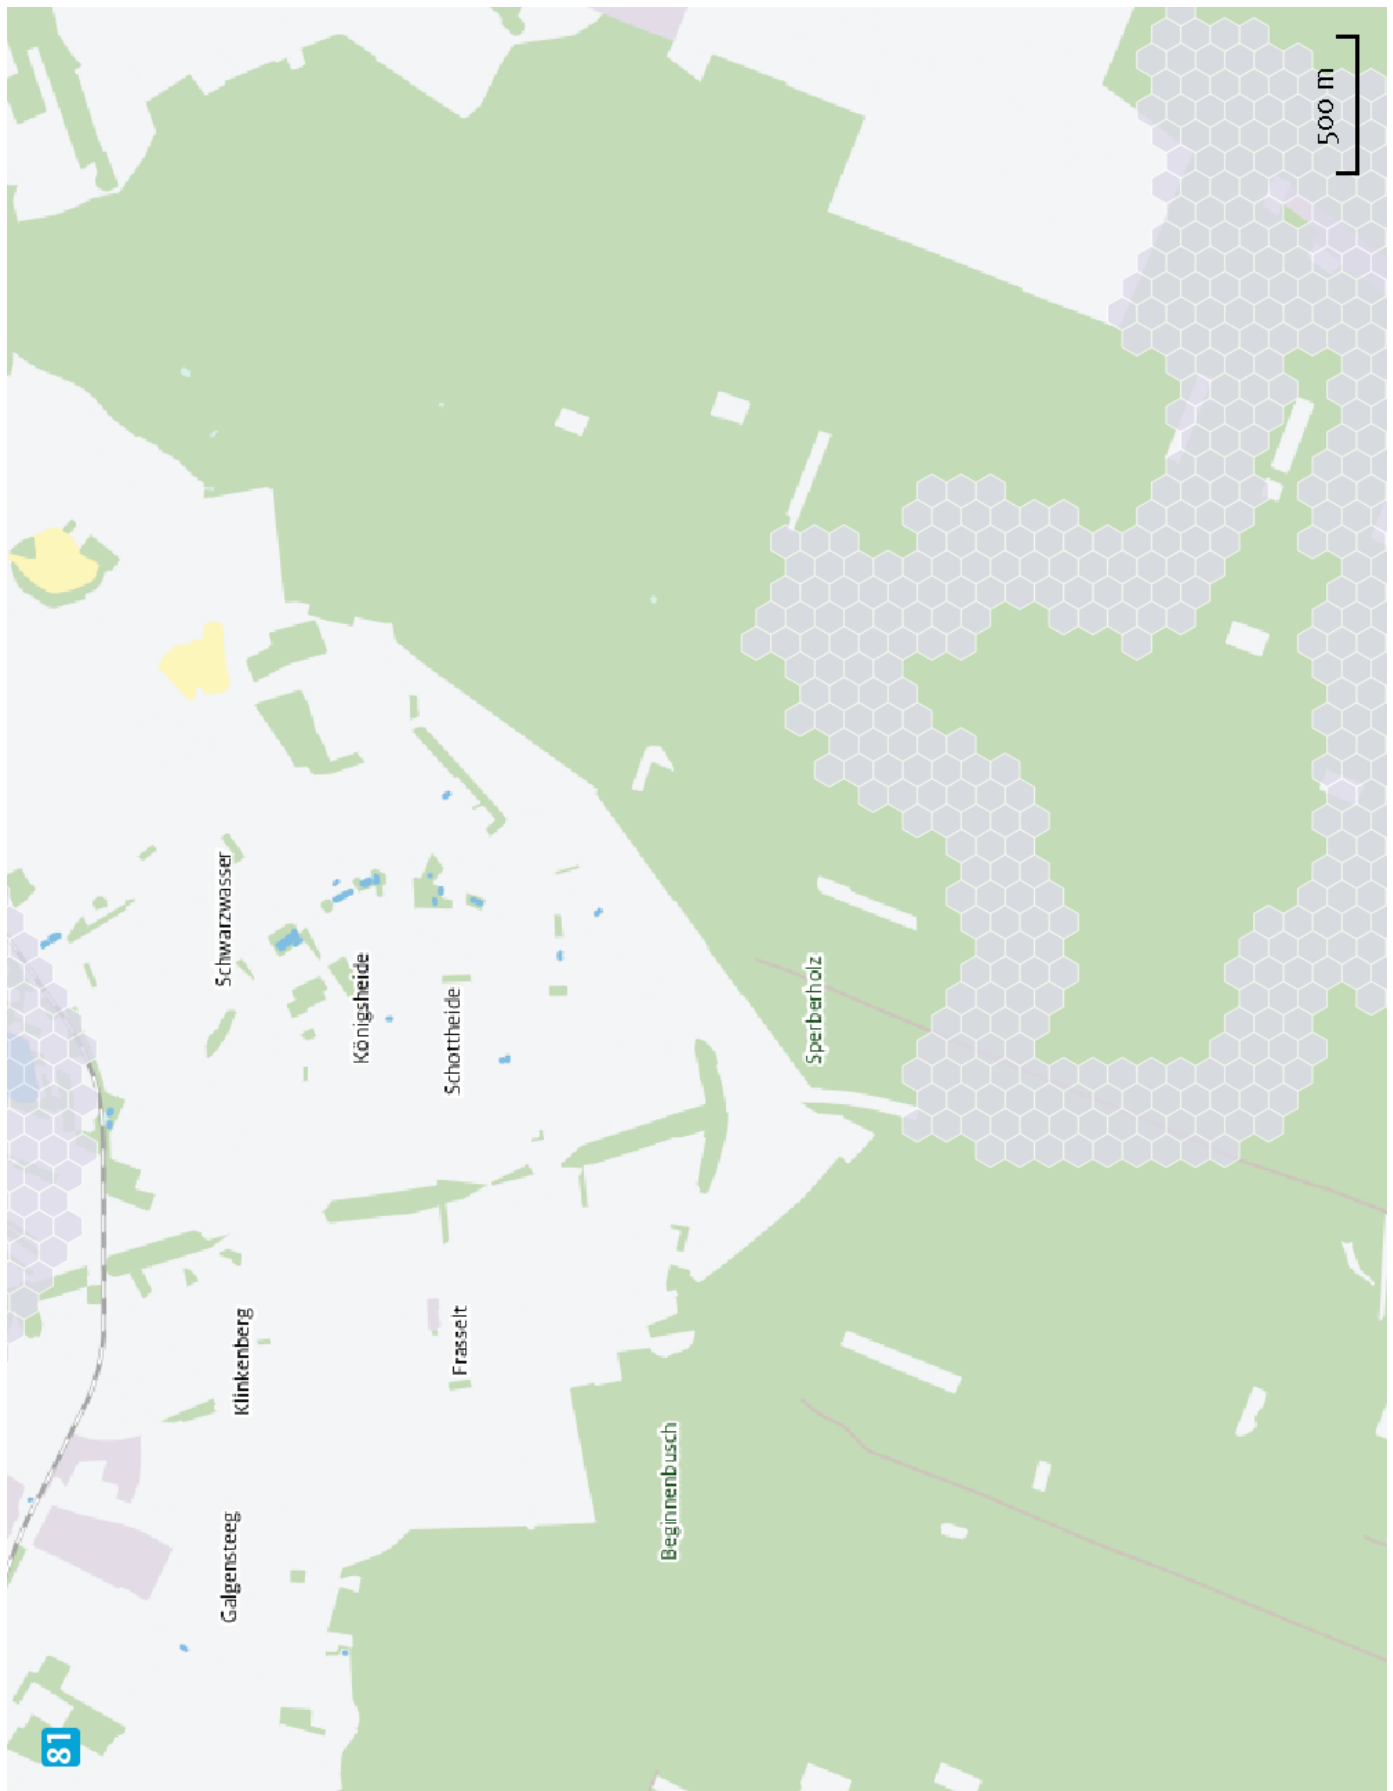 81
Galgensteeg
Klinkenberg
Schwarzwasser
Frasselt
Königsheide
Schottheide
Beginnenbusch
Sperberholz
500 m